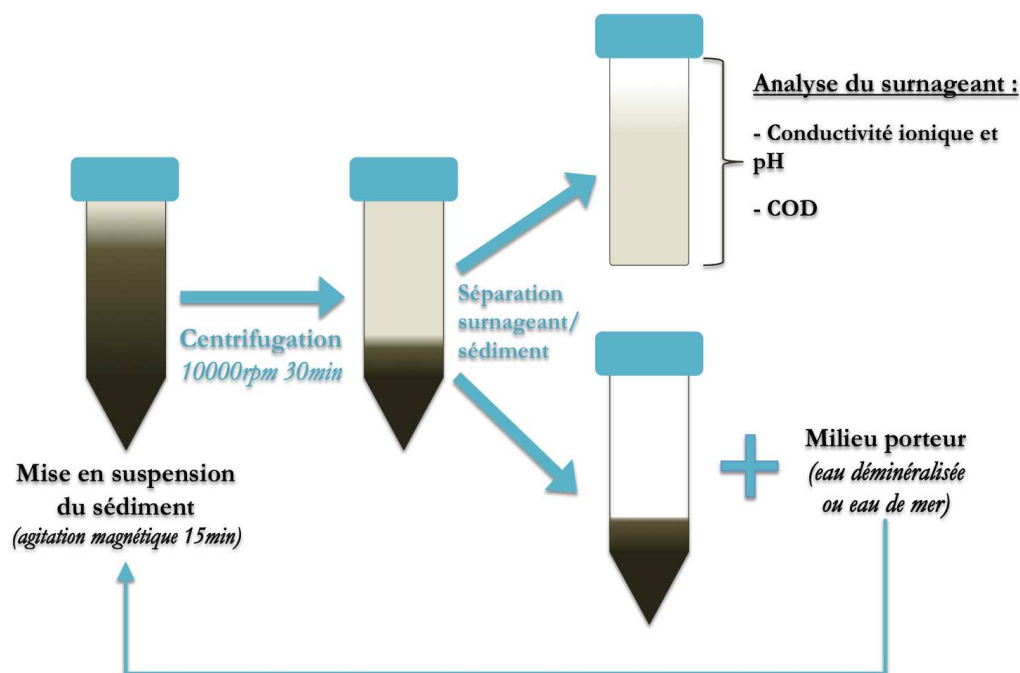 Mise en suspension
du sédiment
(agitation magnétique 15min)
Centrifugation
10000rpm 30min
Séparation
surnageant/
sédiment
Analyse du surnageant :
- Conductivité ionique et
pH
- COD
Milieu porteur
(eau déminéralisée
ou eau de mer)